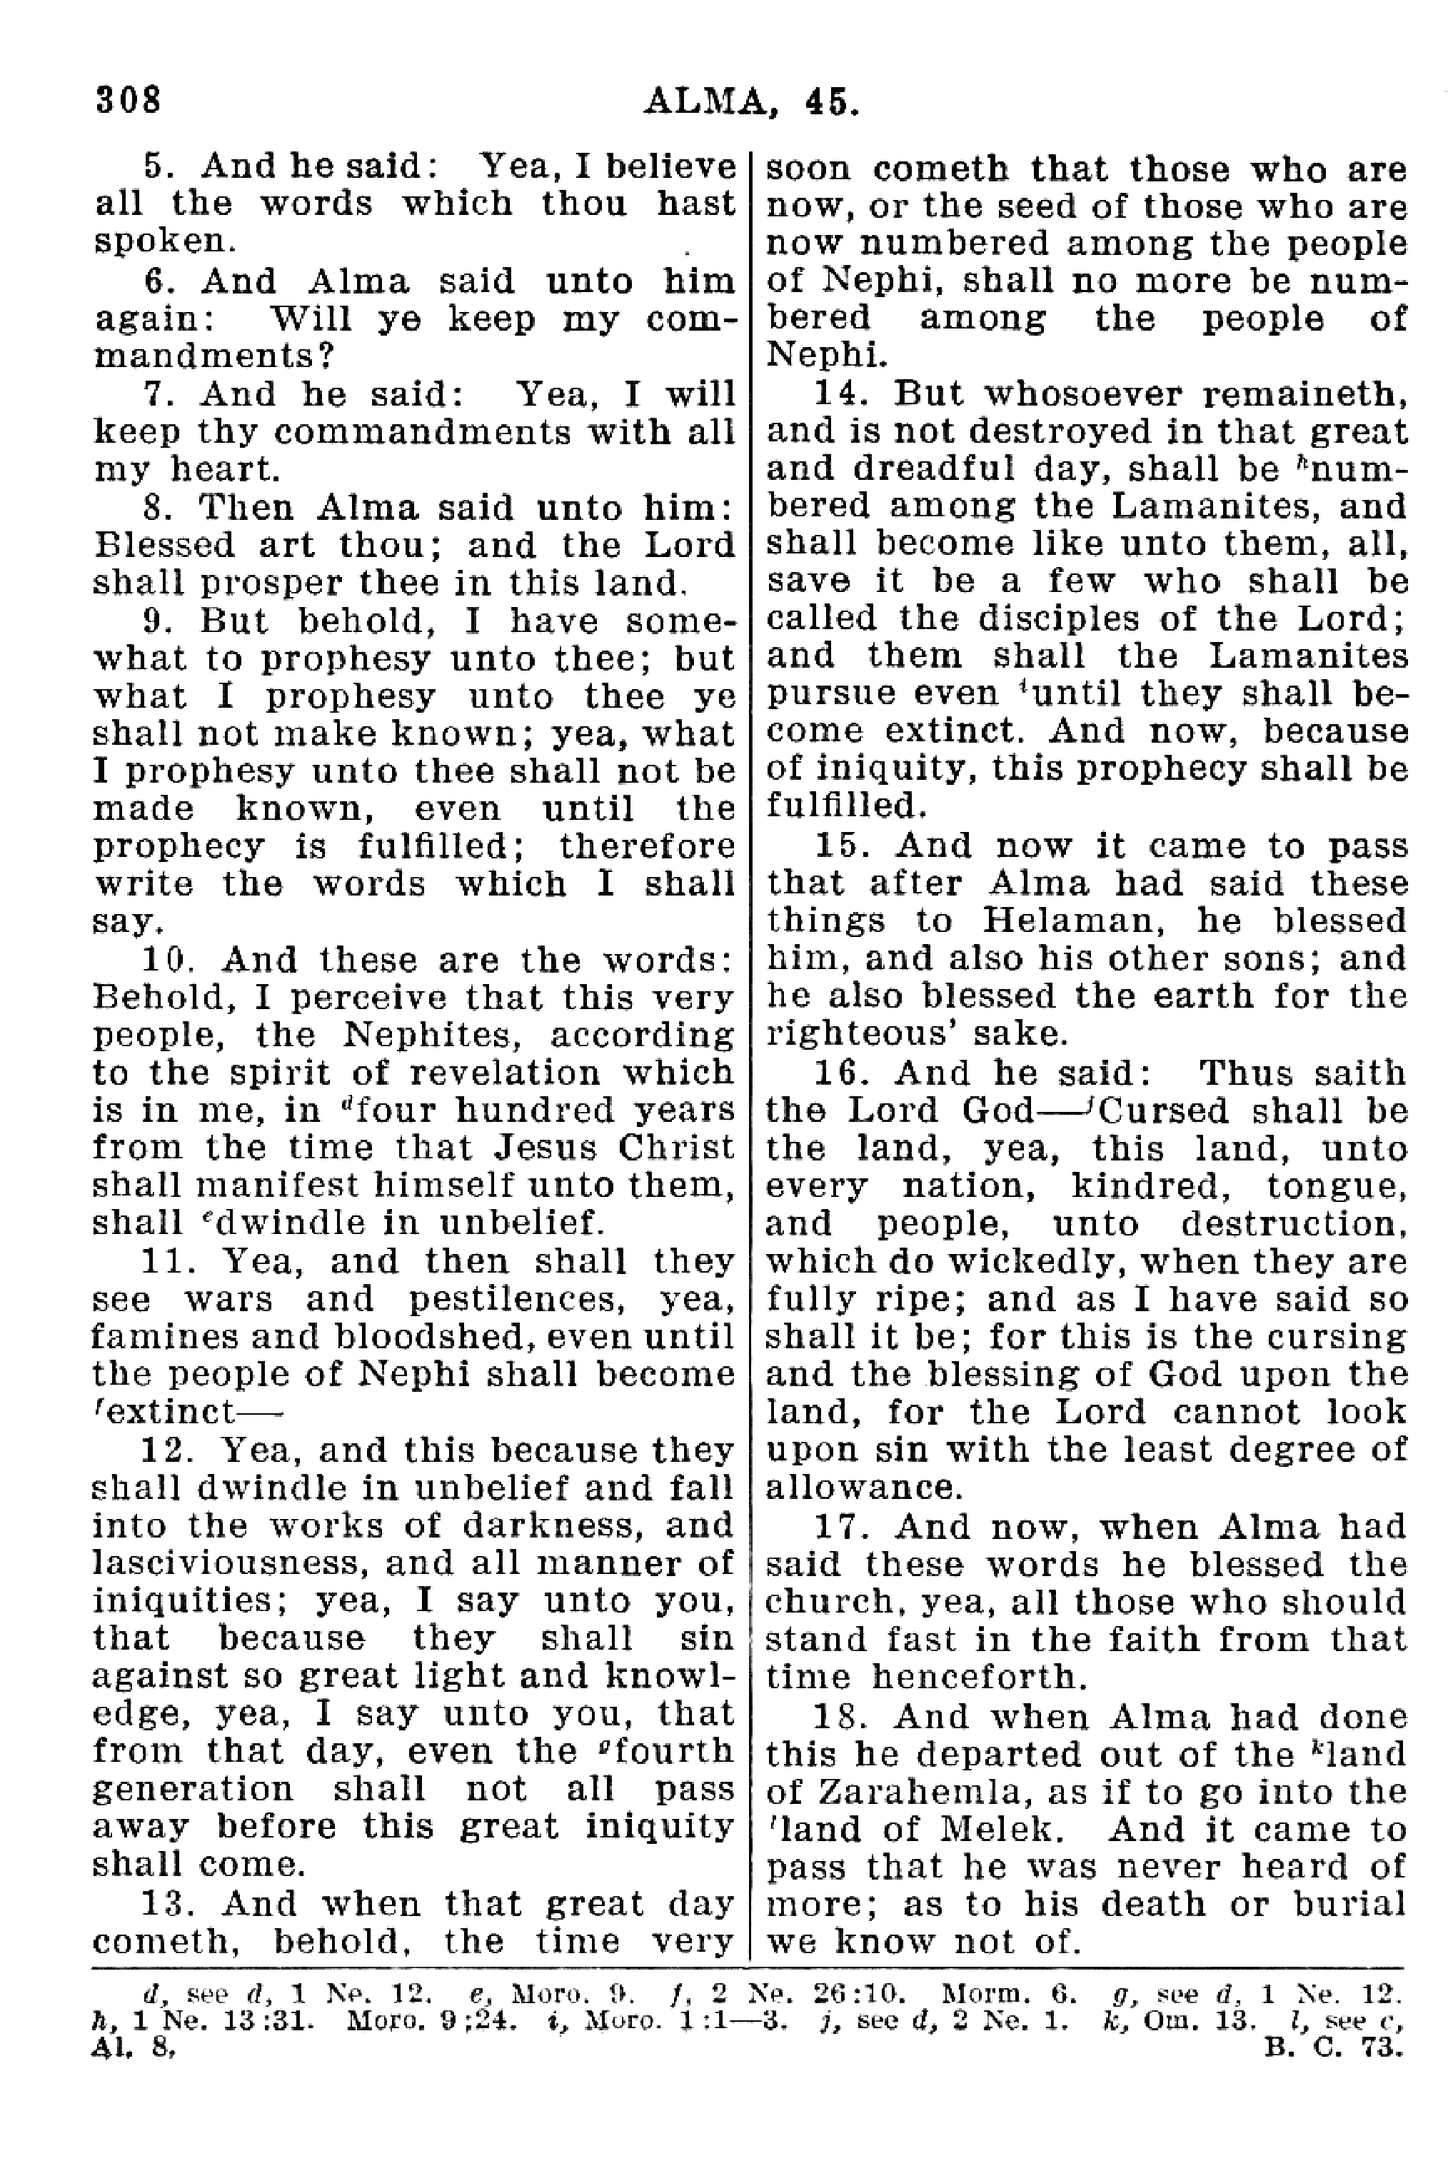 308
ALMA, 45.
5. And he said: Yea, I believe
all the words which thou hast
spoken.
6. And Alma said unto him
again: Will ye keep my com-
mandments?
7. And he said: Yea, I will
keep thy commandments with all
my heart.
8. Then Alma said unto him:
Blessed art thou; and the Lord
shall prosper thee in this land.
9. But behold, I have some-
what to prophesy unto thee; but
what I prophesy unto thee ye
shall not make known; yea, what
I prophesy unto thee shall not be
made known, even until the
prophecy is fulfilled; therefore
write the words which I shall
say.
10. And these are the words:
Behold, I perceive that this very
people, the Nephites, according
to the spirit of revelation which
is in me, in dfour hundred years
from the time that Jesus Christ
shall manifest himself unto them,
shall edwindle in unbelief.
11. Yea, and then shall they
see wars and pestilences, yea,
famines and bloodshed, even until
the people of Nephi shall become
fextinct—
12. Yea, and this because they
shall dwindle in unbelief and fall
into the works of darkness, and
lasciviousness, and all manner of
iniquities; yea, I say unto you,
that because they shall sin
against so great light and knowl-
edge, yea, I say unto you, that
from that day, even the gfourth
generation shall not all pass
away before this great iniquity
shall come.
13. And when that great day
cometh, behold, the time very
soon cometh that those who are
now, or the seed of those who are
now numbered among the people
of Nephi, shall no more be num-
bered among the people of
Nephi.
14. But whosoever remaineth,
and is not destroyed in that great
and dreadful day, shall be hnum-
bered among the Lamanites, and
shall become like unto them, all,
save it be a few who shall be
called the disciples of the Lord;
and them shall the Lamanites
pursue even iuntil they shall be-
come extinct. And now, because
of iniquity, this prophecy shall be
fulfilled.
15. And now it came to pass
that after Alma had said these
things to Helaman, he blessed
him, and also his other sons; and
he also blessed the earth for the
righteous' sake.
16. And he said: Thus saith
the Lord God—jCursed shall be
the land, yea, this land, unto
every nation, kindred, tongue,
and people, unto destruction,
which do wickedly, when they are
fully ripe; and as I have said so
shall it be; for this is the cursing
and the blessing of God upon the
land, for the Lord cannot look
upon sin with the least degree of
allowance.
17. And now, when Alma had
said these words he blessed the
church, yea, all those who should
stand fast in the faith from that
time henceforth.
18. And when Alma had done
this he departed out of the kland
of Zarahemla, as if to go into the
lland of Melek. And it came to
pass that he was never heard of
more; as to his death or burial
we know not of.
d, see d, 1 Ne. 12. e, Moro. 9. f, 2 Ne. 26:10. Morm. 6. g, see d, 1 Ne. 12.
h, 1 Ne. 13:31. Moro. 9:24. i, Moro. 1:1—3. j, see d, 2 Ne. 1. k, Om. 13. l, see c,
Al. 8. B. C. 73.